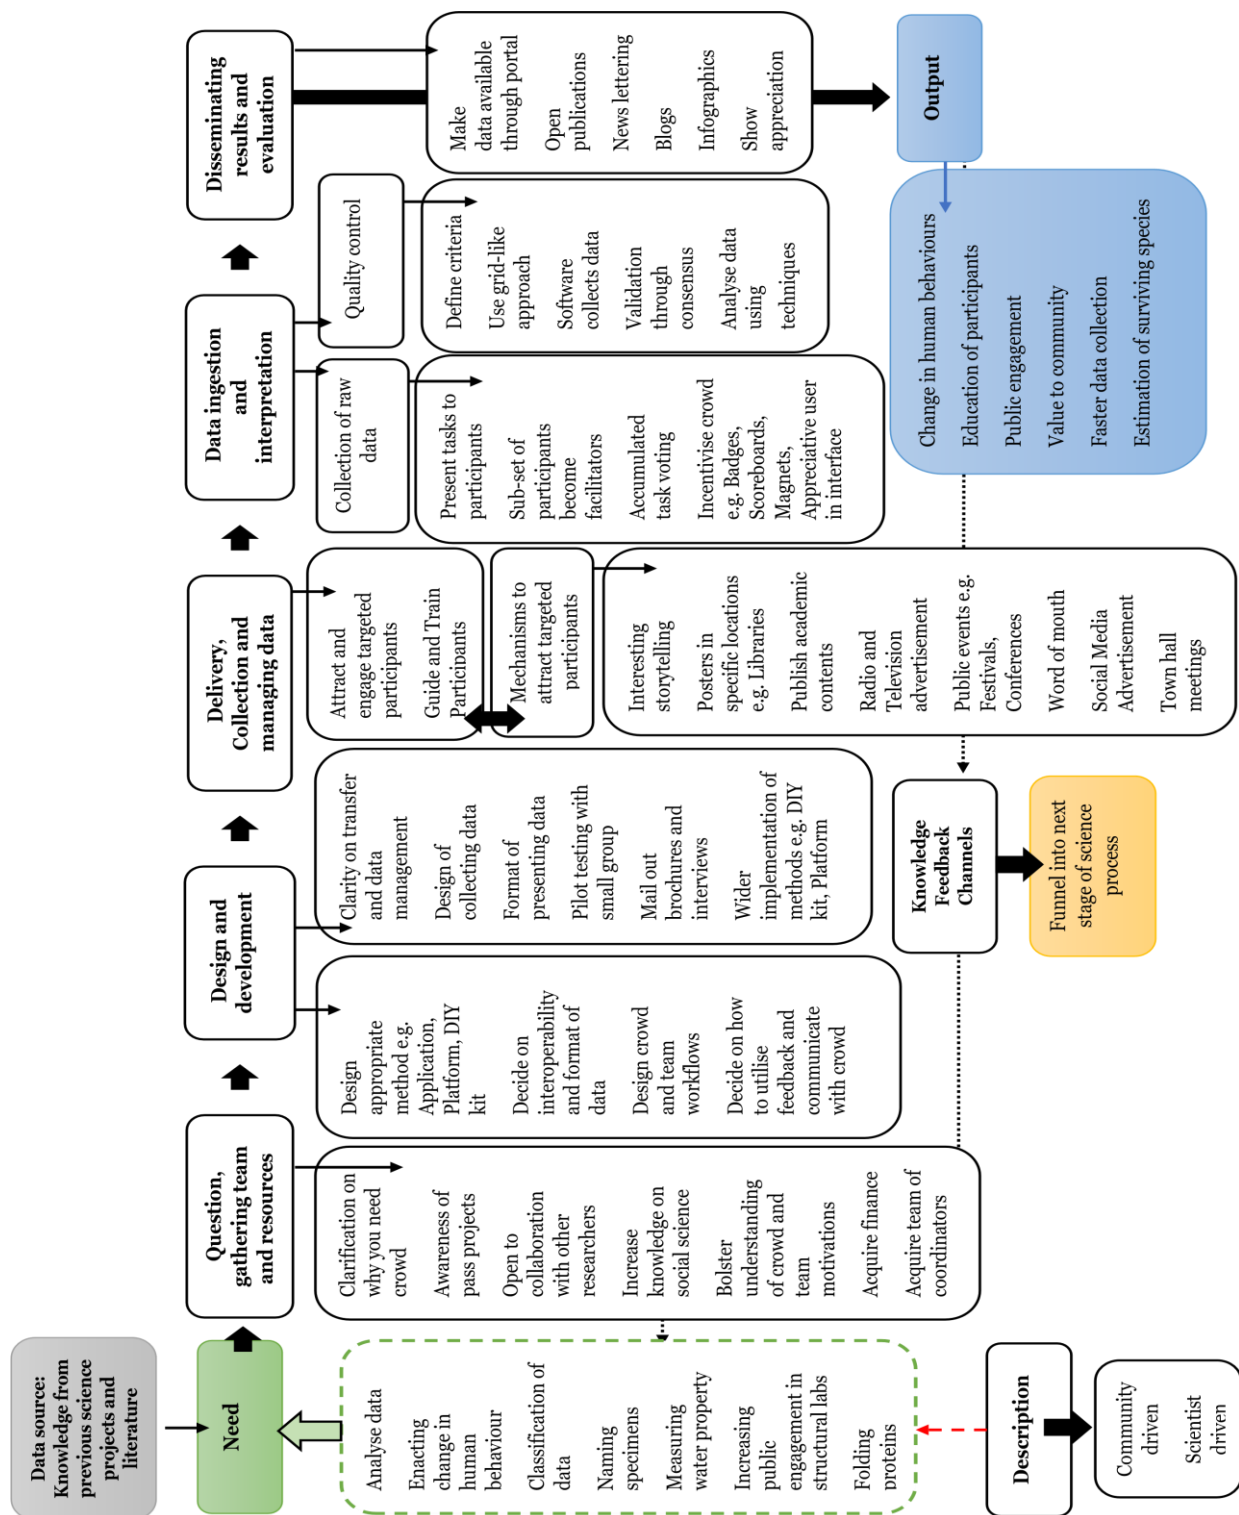 Data source:
Knowledge from
previous science
projects and
literature
Need
Analyse data
Enacting
change in
human
behaviour
Classification of
data
Naming
specimens
Measuring
water property
Increasing
public
engagement in
structural labs
Folding
proteins
Description
Community
driven
Scientist
driven
Question,
gathering team
and resources
Clarification on
why you need
crowd
Awareness of
pass projects
Open to
collaboration
with other
researchers
Increase
knowledge on
social science
Bolster
understanding
of crowd and
team
motivations
Acquire finance
Acquire team of
coordinators
Design and
development
Design
appropriate
method e.g.
Application,
Platform, DIY
kit
Decide on
interoperability
and format of
data
Design crowd
and team
workflows
Decide on how
to utilise
feedback and
communicate
with crowd
Clarity on transfer
and data
management
Design of
collecting data
Format of
presenting data
Pilot testing with
small group
Mail out
brochures and
interviews
Wider
implementation of
methods e.g. DIY
kit, Platform
Delivery,
Collection and
managing data
Attract and
engage targeted
participants
Guide and Train
Participants
Mechanisms to
attract targeted
participants
Interesting
storytelling
Posters in
specific locations
e.g. Libraries
Publish academic
contents
Radio and
Television
advertisement
Public events e.g.
Festivals,
Conferences
Word of mouth
Social Media
Advertisement
Town hall
meetings
Data ingestion
and
interpretation
Collection of raw
data
Present tasks to
participants
Sub-set of
participants
become
facilitators
Accumulated
task voting
Incentivise crowd
e.g. Badges,
Scoreboards,
Magnets,
Appreciative user
in interface
Quality control
Define criteria
Use grid-like
approach
Software
collects data
Validation
through
consensus
Analyse data
using
techniques
Disseminating
results and
evaluation
Make
data available
through portal
Open
publications
News lettering
Blogs
Infographics
Show
appreciation
Output
Change in human behaviours
Education of participants
Public engagement
Value to community
Faster data collection
Estimation of surviving species
Knowledge
Feedback
Channels
Funnel into next
stage of science
process